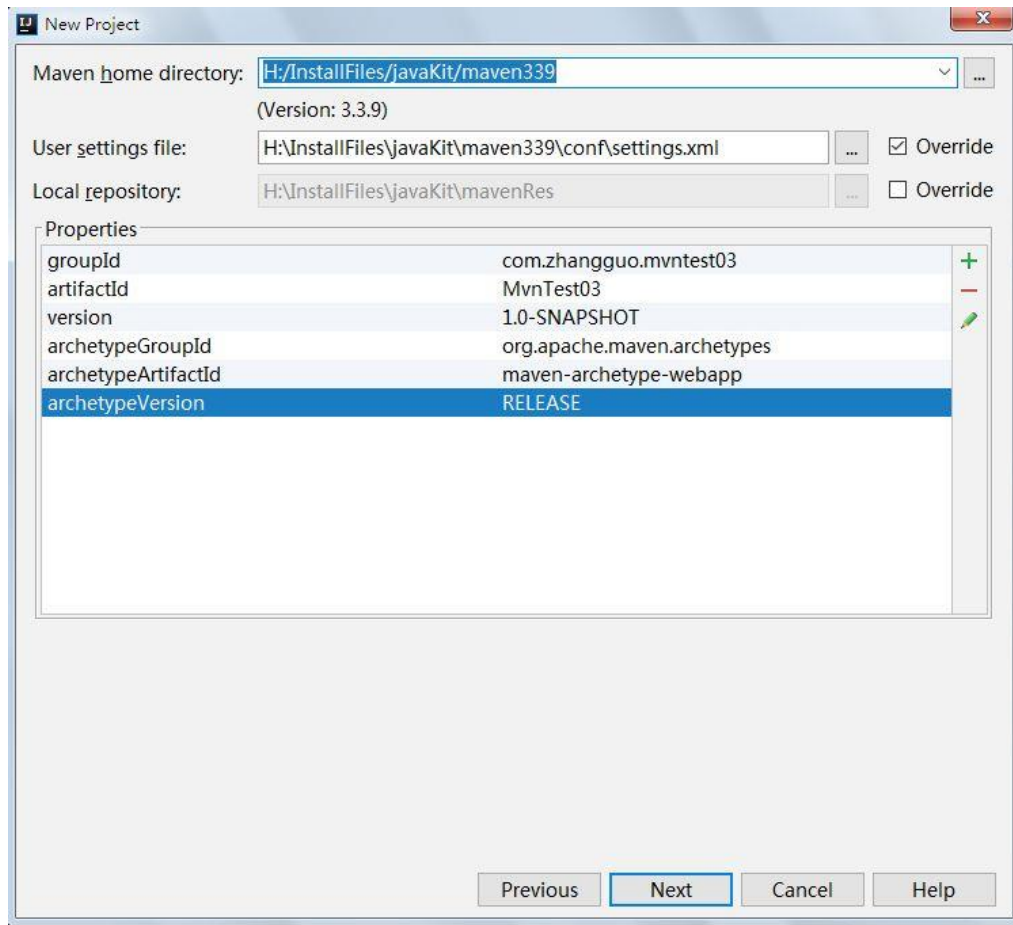 New Project
Maven home directory: H:/InstallFiles/javaKit/maven339 ...
(Version: 3.3.9)
User settings file: H:\InstallFiles\javaKit\maven339\conf\settings.xml ... Override
Local repository: H:\InstallFiles\javaKit\mavenRes ... Override
Properties
groupId com.zhangguo.mvntest03
artifactId MvnTest03
version 1.0-SNAPSHOT
archetypeGroupId org.apache.maven.archetypes
archetypeArtifactId maven-archetype-webapp
archetypeVersion RELEASE
Previous Next Cancel Help